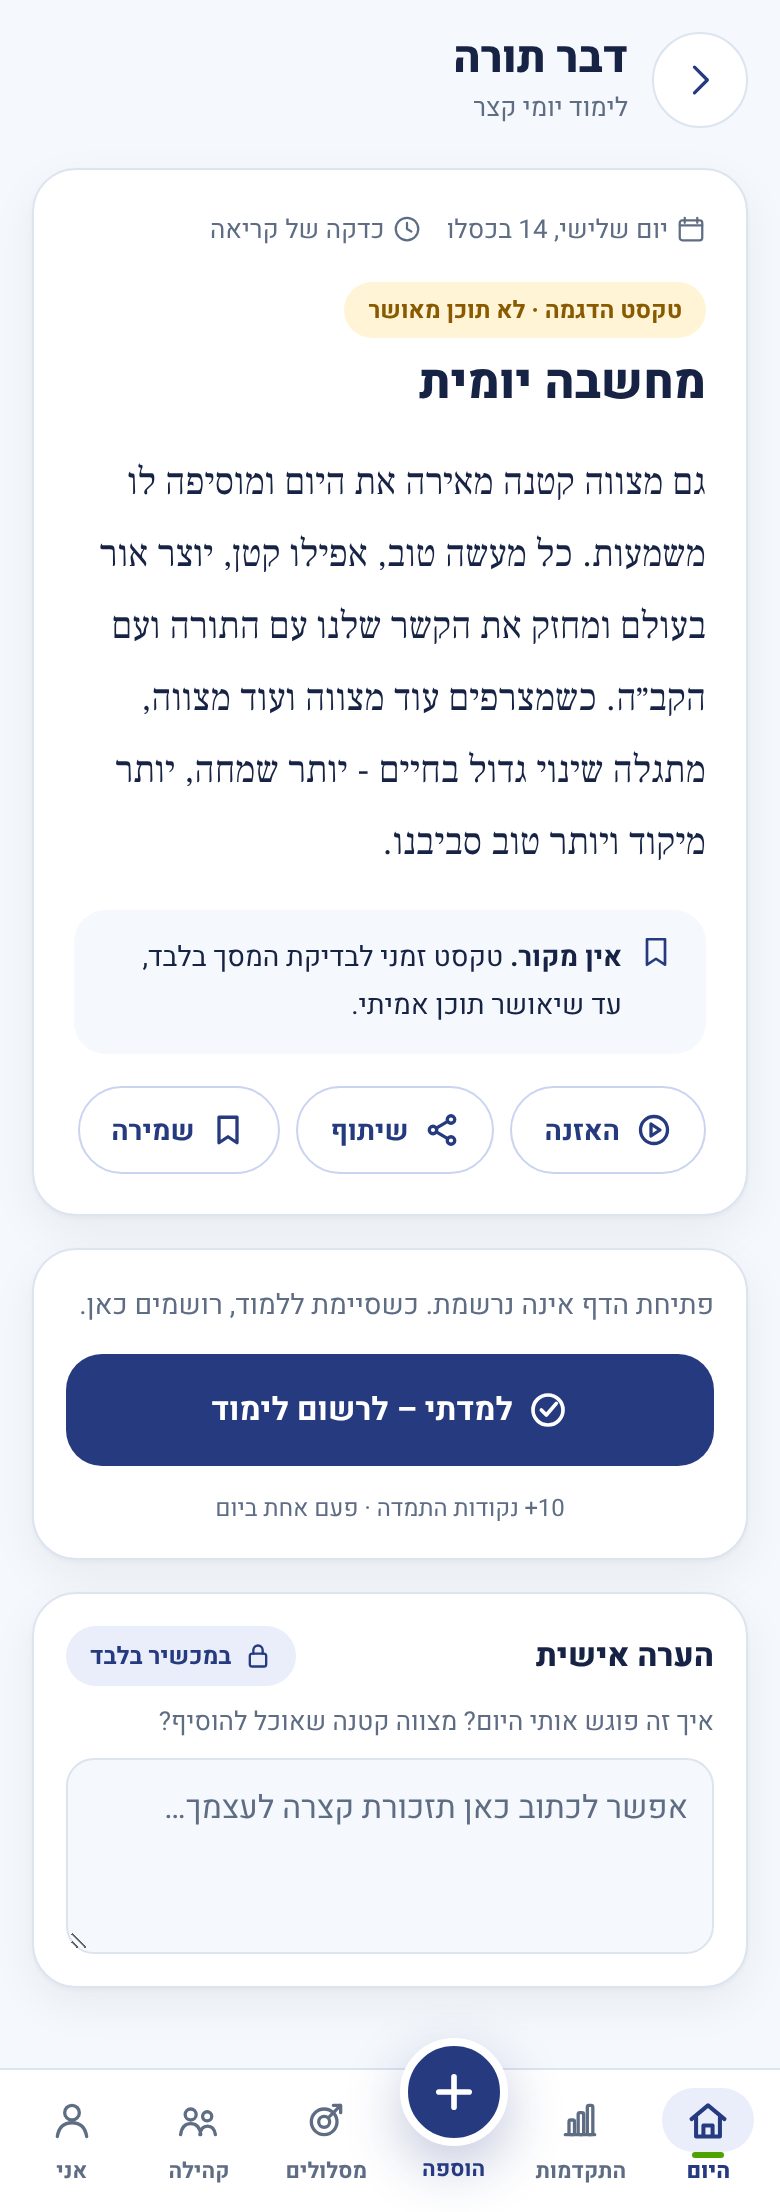 דבר תורה
לימוד יומי קצר
יום שלישי, 14 בכסלו
כדקה של קריאה
טקסט הדגמה · לא תוכן מאושר
מחשבה יומית
גם מצווה קטנה מאירה את היום ומוסיפה לו
משמעות. כל מעשה טוב, אפילו קטן, יוצר אור
בעולם ומחזק את הקשר שלנו עם התורה ועם
הקב״ה. כשמצרפים עוד מצווה ועוד מצווה,
מתגלה שינוי גדול בחיים - יותר שמחה, יותר
מיקוד ויותר טוב סביבנו.
אין מקור. טקסט זמני לבדיקת המסך בלבד,
עד שיאושר תוכן אמיתי.
האזנה
שיתוף
שמירה
פתיחת הדף אינה נרשמת. כשסיימת ללמוד, רושמים כאן.
למדתי – לרשום לימוד
+10 נקודות התמדה · פעם אחת ביום
הערה אישית
במכשיר בלבד
איך זה פוגש אותי היום? מצווה קטנה שאוכל להוסיף?
אפשר לכתוב כאן תזכורת קצרה לעצמך...
היום
התקדמות
הוספה
מסלולים
קהילה
אני